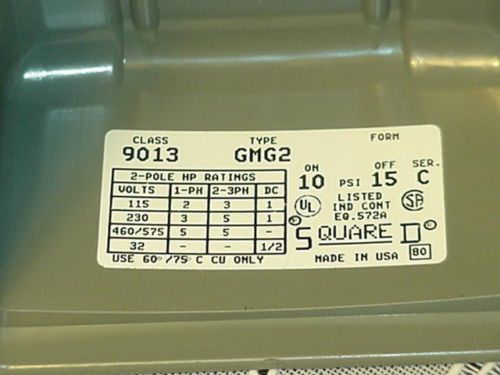 CLASS TYPE FORM
9013 GMG2
ON OFF SER.
10 PSI 15 C
2-POLE HP RATINGS
VOLTS 1-PH 2-3PH DC
115 2 3 1
230 3 5 1
460/575 5 5 -
32 - - 1/2
USE 60°/75°C CU ONLY
UL LISTED SA
IND CONT
EQ.572A
SQUARE D
MADE IN USA 80